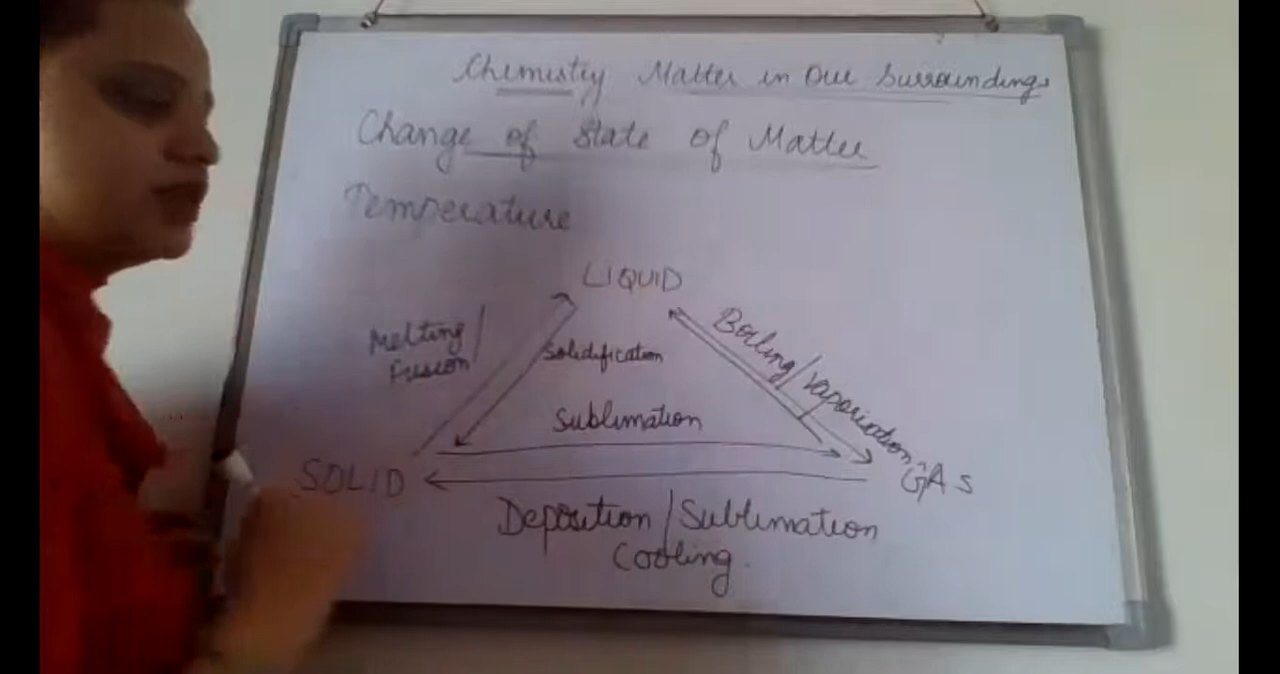 Chemistry Matter in Our Surroundings
Change of State of Matter
Temperature
LIQUID
Melting/
Fusion
Solidification
Boiling/Vaporization
Sublimation
SOLID
GAS
Deposition/Sublimation
Cooling.